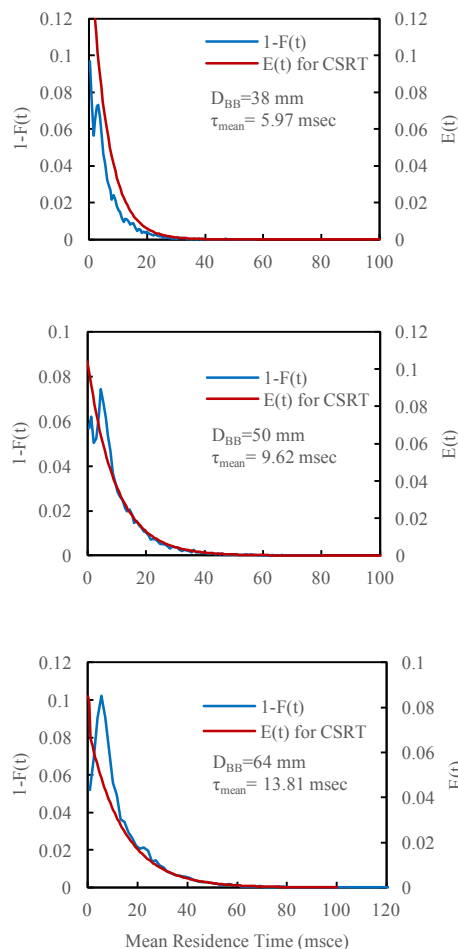 0.12
0.1
0.08
0.06
0.04
0.02
0
1-F(t)
1-F(t)
E(t) for CSRT
D_BB=38 mm
τ_mean= 5.97 msec
0.12
0.1
0.08
0.06
0.04
0.02
0
E(t)
0 20 40 60 80 100
0.1
0.08
0.06
0.04
0.02
0
1-F(t)
1-F(t)
E(t) for CSRT
D_BB=50 mm
τ_mean= 9.62 msec
0.12
0.1
0.08
0.06
0.04
0.02
0
E(t)
0 20 40 60 80 100
0.12
0.1
0.08
0.06
0.04
0.02
0
1-F(t)
1-F(t)
E(t) for CSRT
D_BB=64 mm
τ_mean= 13.81 msec
0.1
0.08
0.06
0.04
0.02
0
E(t)
0 20 40 60 80 100 120
Mean Residence Time (msce)